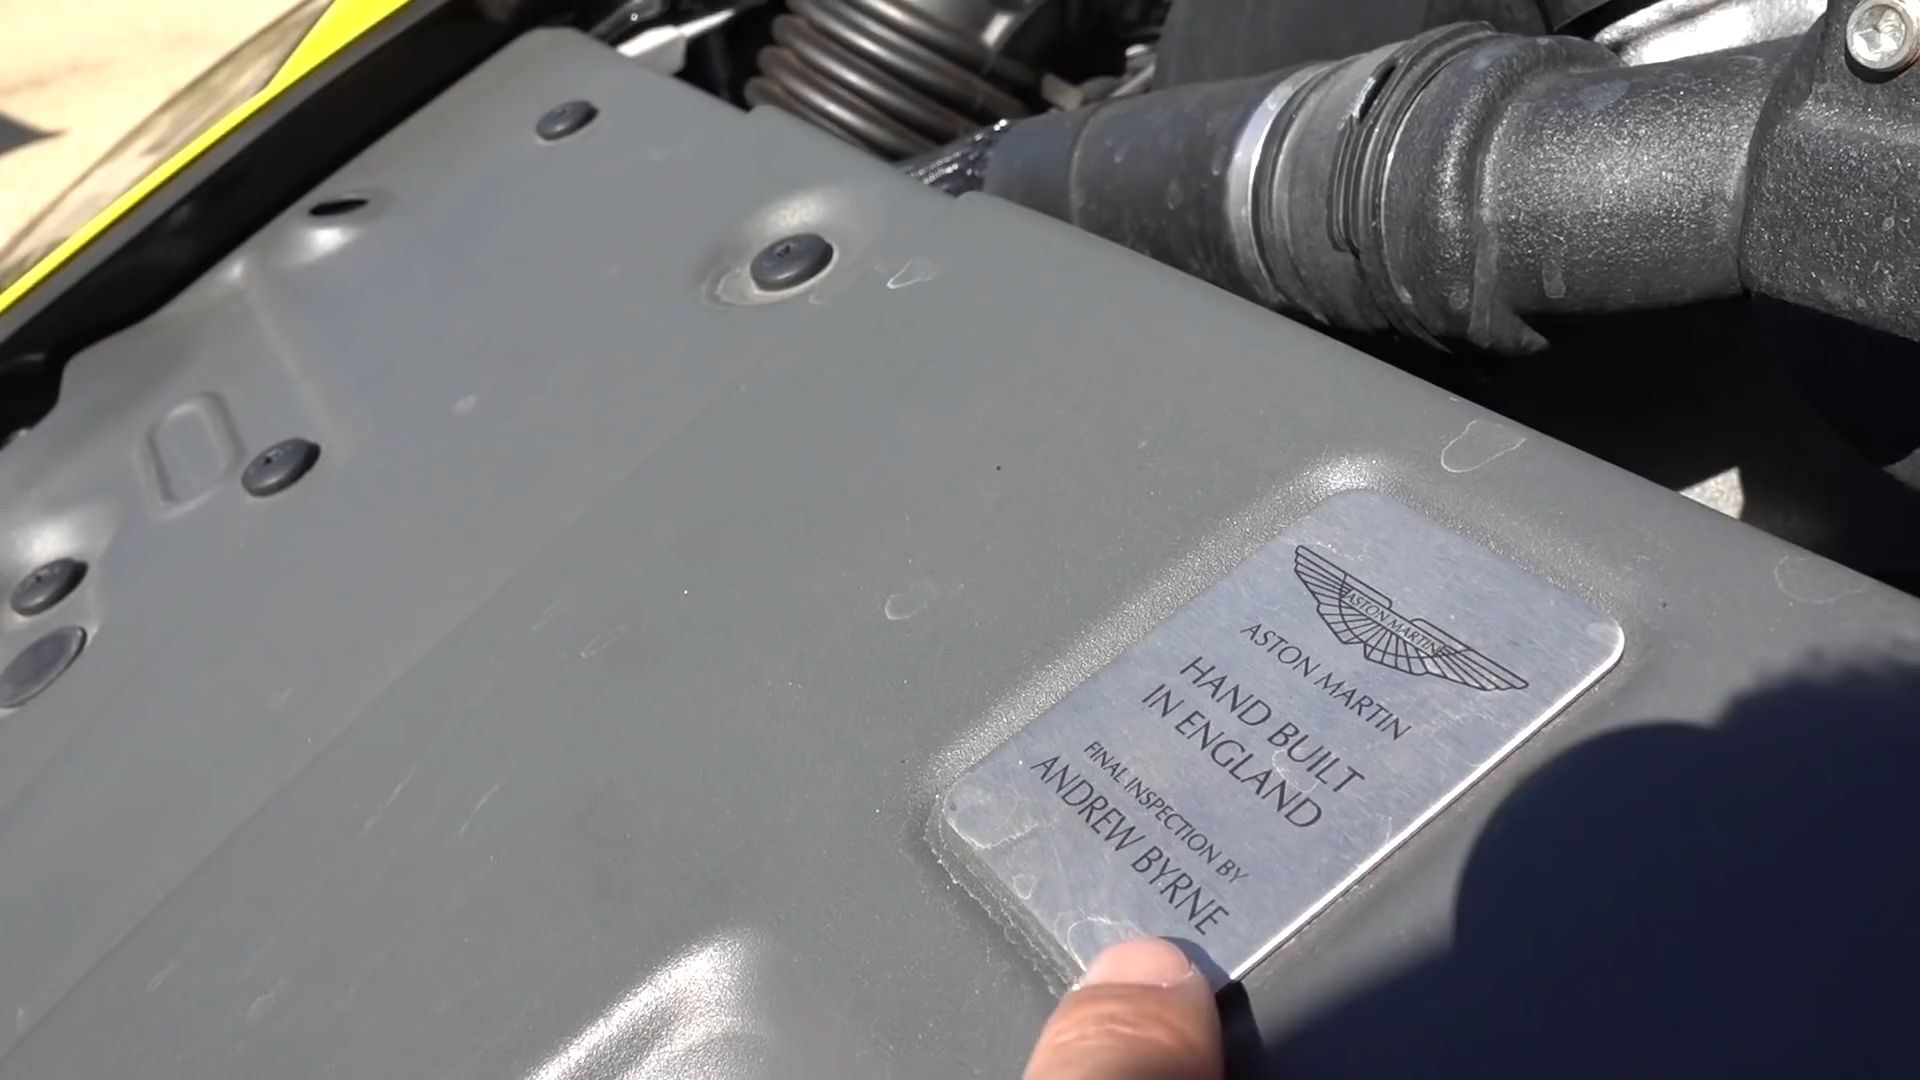 ASTON MARTIN
ASTON MARTIN
HAND BUILT
IN ENGLAND
FINAL INSPECTION BY
ANDREW BYRNE